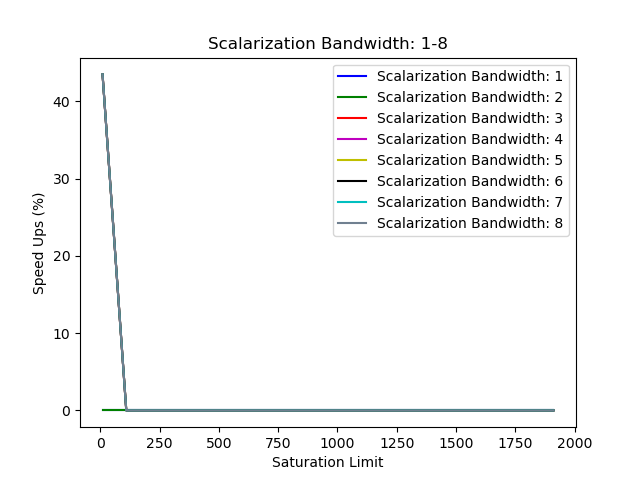 Scalarization Bandwidth: 1-8
Scalarization Bandwidth: 1
Scalarization Bandwidth: 2
Scalarization Bandwidth: 3
Scalarization Bandwidth: 4
Scalarization Bandwidth: 5
Scalarization Bandwidth: 6
Scalarization Bandwidth: 7
Scalarization Bandwidth: 8
Speed Ups (%)
40
30
20
10
0
0 250 500 750 1000 1250 1500 1750 2000
Saturation Limit